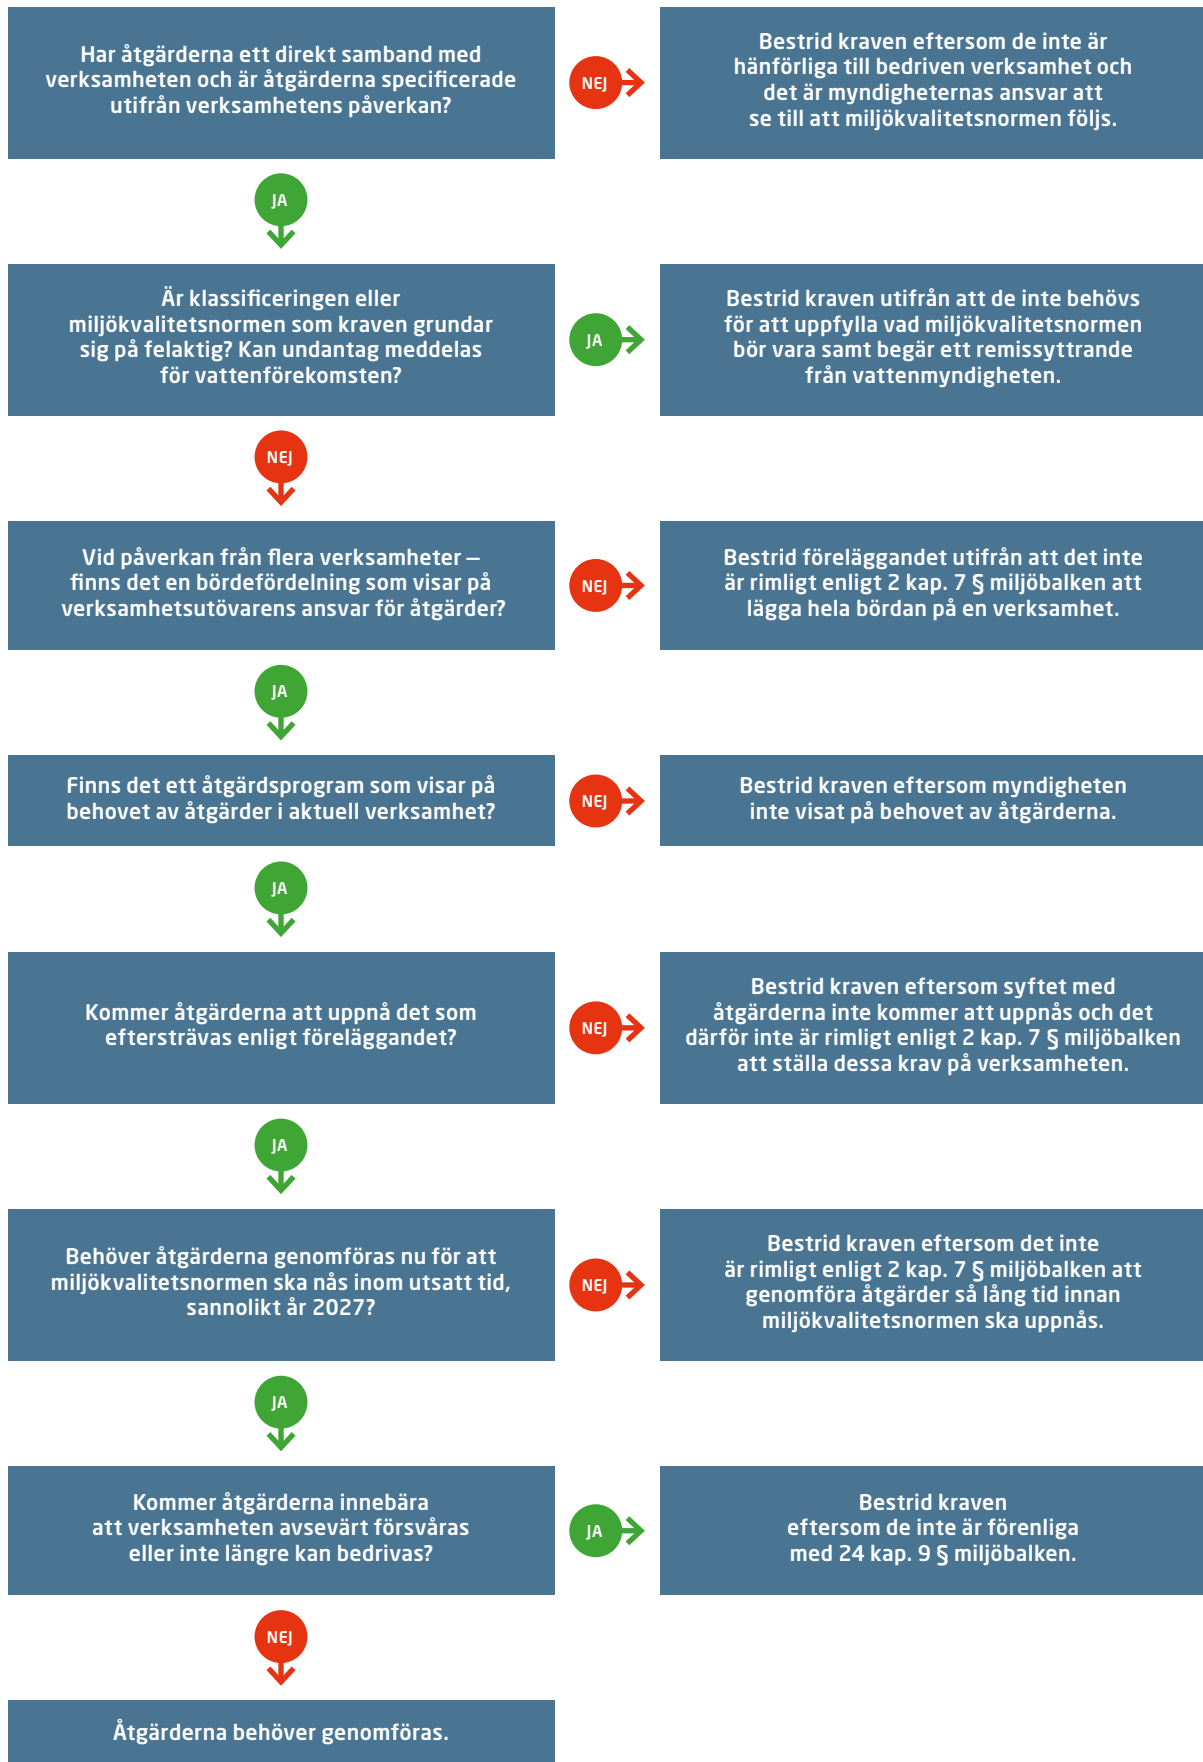 Har åtgärderna ett direkt samband med
verksamheten och är åtgärderna specificerade
utifrån verksamhetens påverkan?
NEJ
Bestrid kraven eftersom de inte är
hänförliga till bedriven verksamhet och
det är myndigheternas ansvar att
se till att miljökvalitetsnormen följs.
JA
Är klassificeringen eller
miljökvalitetsnormen som kraven grundar
sig på felaktig? Kan undantag meddelas
för vattenförekomsten?
JA
Bestrid kraven utifrån att de inte behövs
för att uppfylla vad miljökvalitetsnormen
bör vara samt begär ett remissyttrande
från vattenmyndigheten.
NEJ
Vid påverkan från flera verksamheter –
finns det en bördefördelning som visar på
verksamhetsutövarens ansvar för åtgärder?
NEJ
Bestrid föreläggandet utifrån att det inte
är rimligt enligt 2 kap. 7 § miljöbalken att
lägga hela bördan på en verksamhet.
JA
Finns det ett åtgärdsprogram som visar på
behovet av åtgärder i aktuell verksamhet?
NEJ
Bestrid kraven eftersom myndigheten
inte visat på behovet av åtgärderna.
JA
Kommer åtgärderna att uppnå det som
eftersträvas enligt föreläggandet?
NEJ
Bestrid kraven eftersom syftet med
åtgärderna inte kommer att uppnås och det
därför inte är rimligt enligt 2 kap. 7 § miljöbalken
att ställa dessa krav på verksamheten.
JA
Behöver åtgärderna genomföras nu för att
miljökvalitetsnormen ska nås inom utsatt tid,
sannolikt år 2027?
NEJ
Bestrid kraven eftersom det inte
är rimligt enligt 2 kap. 7 § miljöbalken att
genomföra åtgärder så lång tid innan
miljökvalitetsnormen ska uppnås.
JA
Kommer åtgärderna innebära
att verksamheten avsevärt försvåras
eller inte längre kan bedrivas?
JA
Bestrid kraven
eftersom de inte är förenliga
med 24 kap. 9 § miljöbalken.
NEJ
Åtgärderna behöver genomföras.